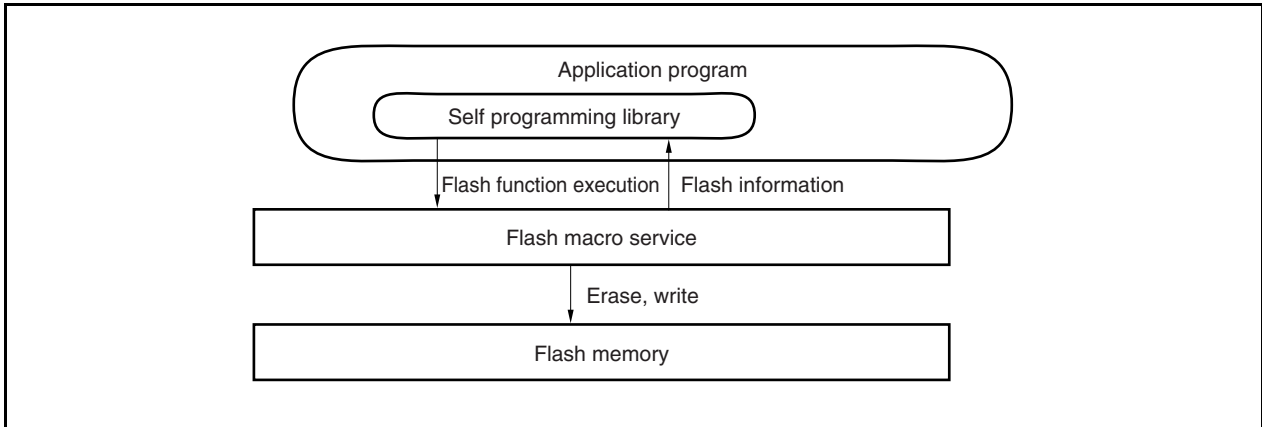 Application program
Self programming library
Flash function execution
Flash information
Flash macro service
Erase, write
Flash memory